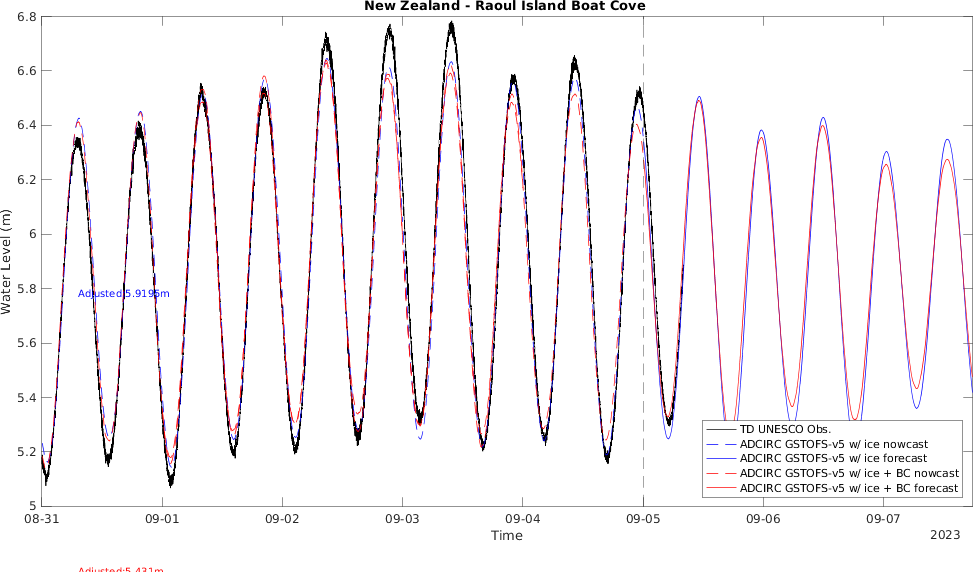 New Zealand - Raoul Island Boat Cove
6.8
6.6
6.4
6.2
6
5.8
5.6
5.4
5.2
5
Water Level (m)
Adjusted:5.9195m
TD UNESCO Obs.
ADCIRC GSTOFS-v5 w/ ice nowcast
ADCIRC GSTOFS-v5 w/ ice forecast
ADCIRC GSTOFS-v5 w/ ice + BC nowcast
ADCIRC GSTOFS-v5 w/ ice + BC forecast
08-31 09-01 09-02 09-03 09-04 09-05 09-06 09-07
Time
2023
Adjusted:5.431m